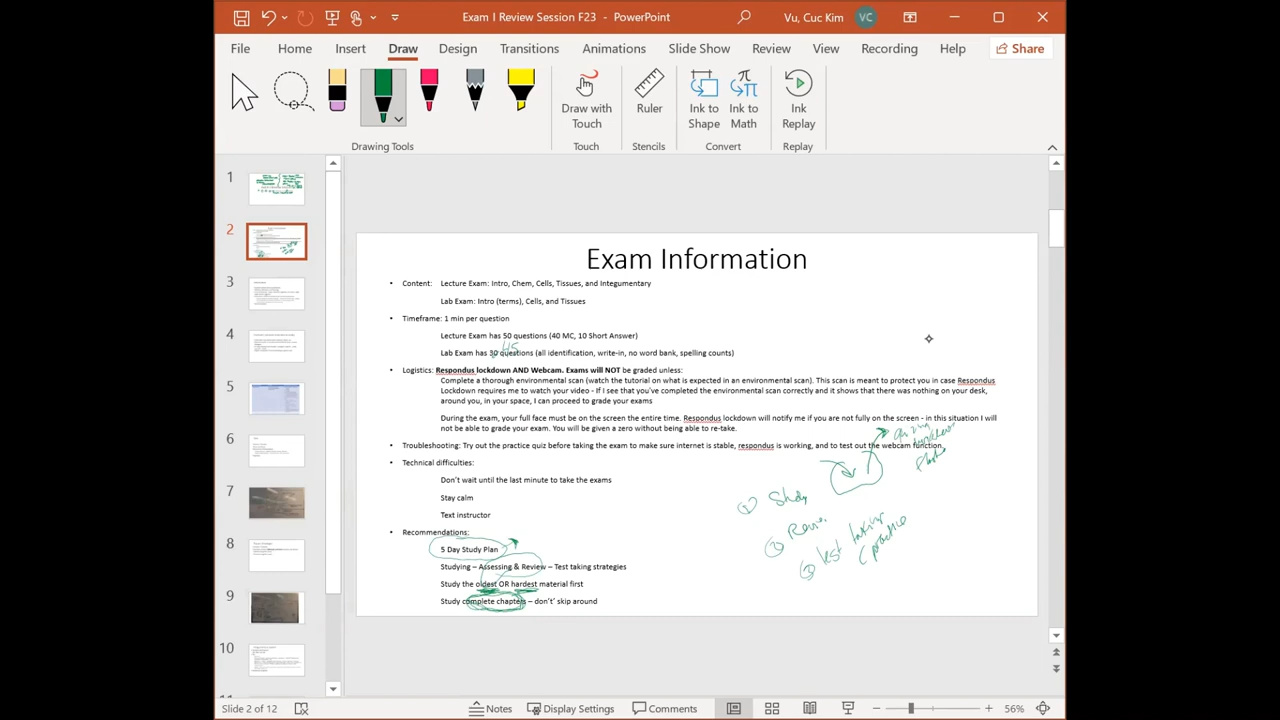 Exam I Review Session F23 - PowerPoint
Vu, Cuc Kim
VC
File Home Insert Draw Design Transitions Animations Slide Show Review View Recording Help Share
Draw with Touch
Ruler
Ink to Shape
Ink to Math
Ink Replay
Drawing Tools
Touch
Stencils
Convert
Replay
1
2
3
4
5
6
7
8
9
10
Exam Information
• Content: Lecture Exam: Intro, Chem, Cells, Tissues, and Integumentary
Lab Exam: Intro (terms), Cells, and Tissues
• Timeframe: 1 min per question
Lecture Exam has 50 questions (40 MC, 10 Short Answer)
45
Lab Exam has 30 questions (all identification, write-in, no word bank, spelling counts)
• Logistics: Respondus lockdown AND Webcam. Exams will NOT be graded unless:
Complete a thorough environmental scan (watch the tutorial on what is expected in an environmental scan). This scan is meant to protect you in case Respondus
Lockdown requires me to watch your video - If I see that you've completed the environmental scan correctly and it shows that there was nothing on your desk,
around you, in your space, I can proceed to grade your exams
During the exam, your full face must be on the screen the entire time. Respondus lockdown will notify me if you are not fully on the screen - in this situation I will
not be able to grade your exam. You will be given a zero without being able to re-take.
• Troubleshooting: Try out the practice quiz before taking the exam to make sure internet is stable, respondus is working, and to test out the webcam function.
• Technical difficulties:
Don't wait until the last minute to take the exams
Stay calm
Text instructor
• Recommendations:
5 Day Study Plan
Studying – Assessing & Review – Test taking strategies
Study the oldest OR hardest material first
Study complete chapters – don't' skip around
① Study
② Review
③ test taking
(practice
Slide 2 of 12
Notes
Display Settings
Comments
56%